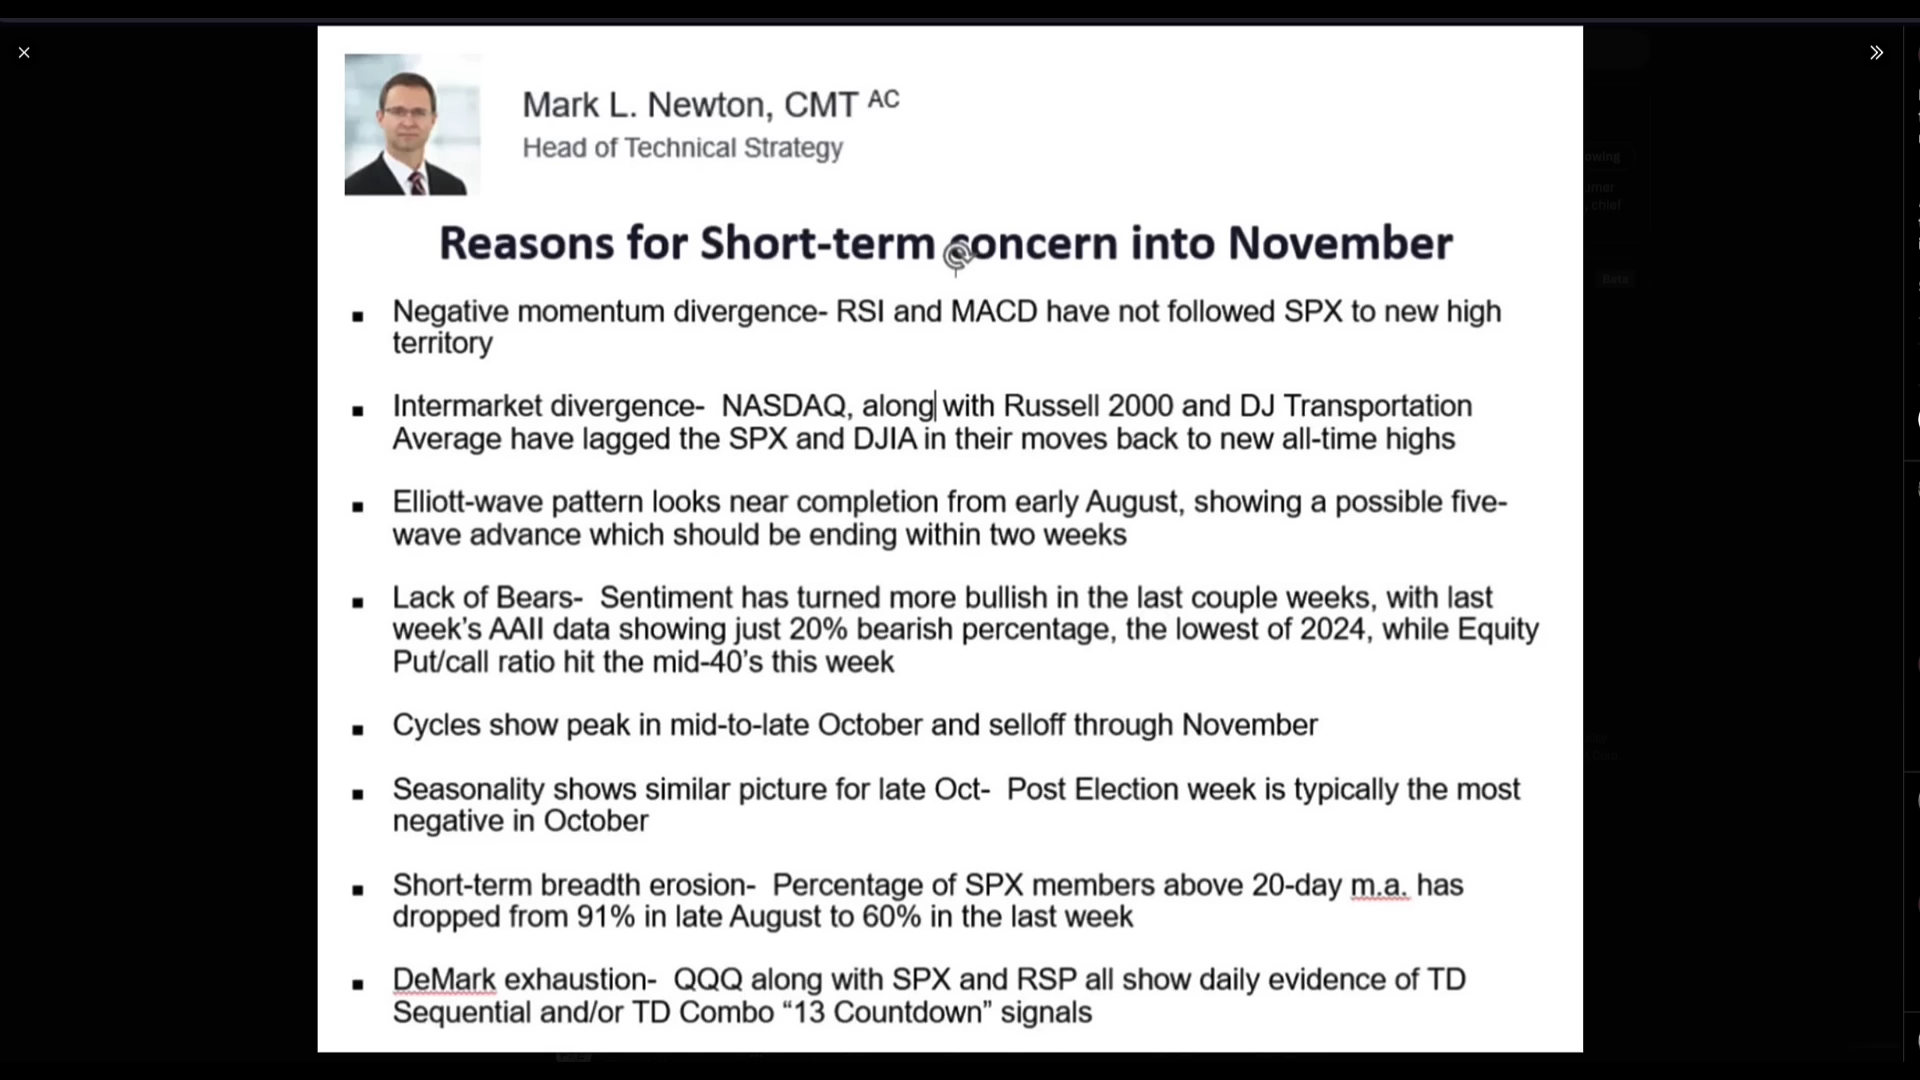 Mark L. Newton, CMT AC
Head of Technical Strategy
Reasons for Short-term concern into November
▪ Negative momentum divergence- RSI and MACD have not followed SPX to new high
territory
▪ Intermarket divergence- NASDAQ, along with Russell 2000 and DJ Transportation
Average have lagged the SPX and DJIA in their moves back to new all-time highs
▪ Elliott-wave pattern looks near completion from early August, showing a possible five-
wave advance which should be ending within two weeks
▪ Lack of Bears- Sentiment has turned more bullish in the last couple weeks, with last
week’s AAII data showing just 20% bearish percentage, the lowest of 2024, while Equity
Put/call ratio hit the mid-40’s this week
▪ Cycles show peak in mid-to-late October and selloff through November
▪ Seasonality shows similar picture for late Oct- Post Election week is typically the most
negative in October
▪ Short-term breadth erosion- Percentage of SPX members above 20-day m.a. has
dropped from 91% in late August to 60% in the last week
▪ DeMark exhaustion- QQQ along with SPX and RSP all show daily evidence of TD
Sequential and/or TD Combo “13 Countdown” signals
Beta